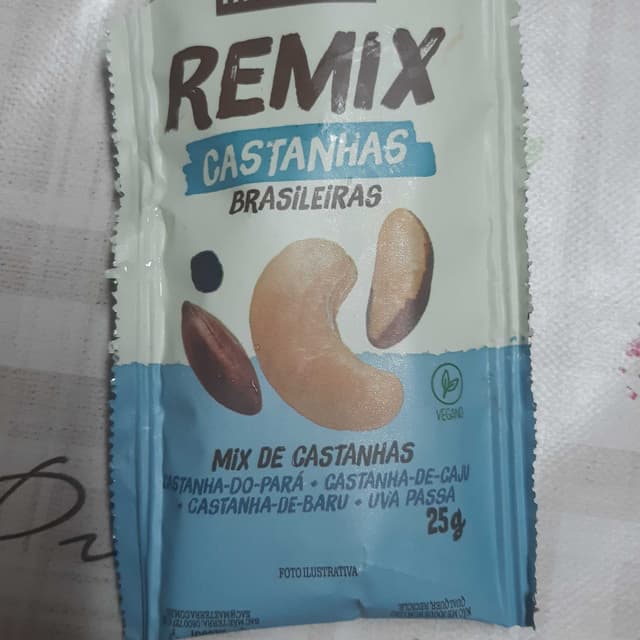 REMIX
CASTANHAS
BRASILEIRAS
VEGANO
MIX DE CASTANHAS
CASTANHA-DO-PARÁ • CASTANHA-DE-CAJU
• CASTANHA-DE-BARU • UVA PASSA
25g
FOTO ILUSTRATIVA